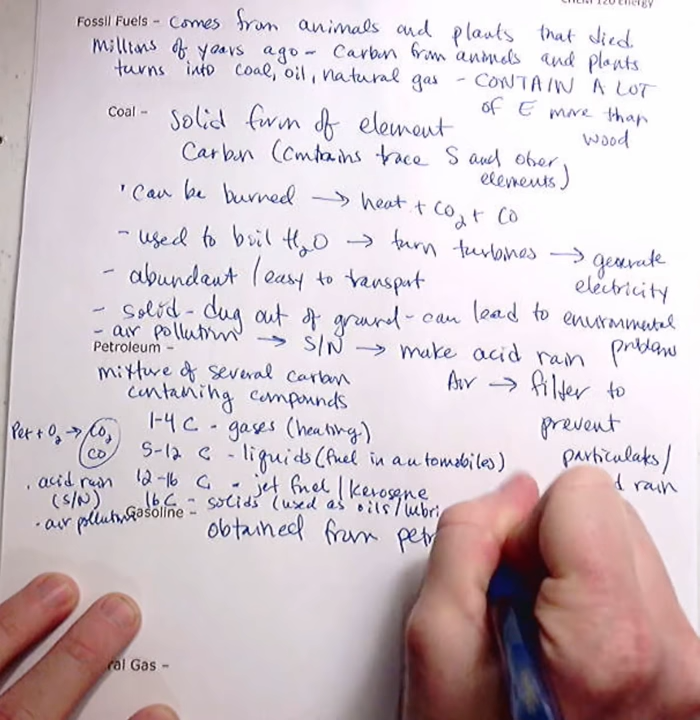 Chem 120 Energy
Fossil Fuels - comes from animals and plants that died
millions of years ago - Carbon from animals and plants
turns into coal, oil, natural gas - CONTAIN A LOT
of E more than
wood
Coal - solid form of element
Carbon (contains trace S and other
elements)
Can be burned → heat + CO2 + CO
- used to boil H2O → turn turbines → generate
electricity
- abundant / easy to transport
- solid - dug out of ground - can lead to environmental
problems
- air pollution → S/N → make acid rain
Petroleum -
mixture of several carbon
containing compounds
Air → filter to
prevent
particulates/
rain
Pet + O2 → CO2
CO
1-4 C - gases (heating)
5-12 C - liquids (fuel in automobiles)
12-16 C - jet fuel / kerosene
16 C - solids (used as oils/lubri
. acid rain
(S/N)
- air pollution
Gasoline -
obtained from petr
ral Gas -